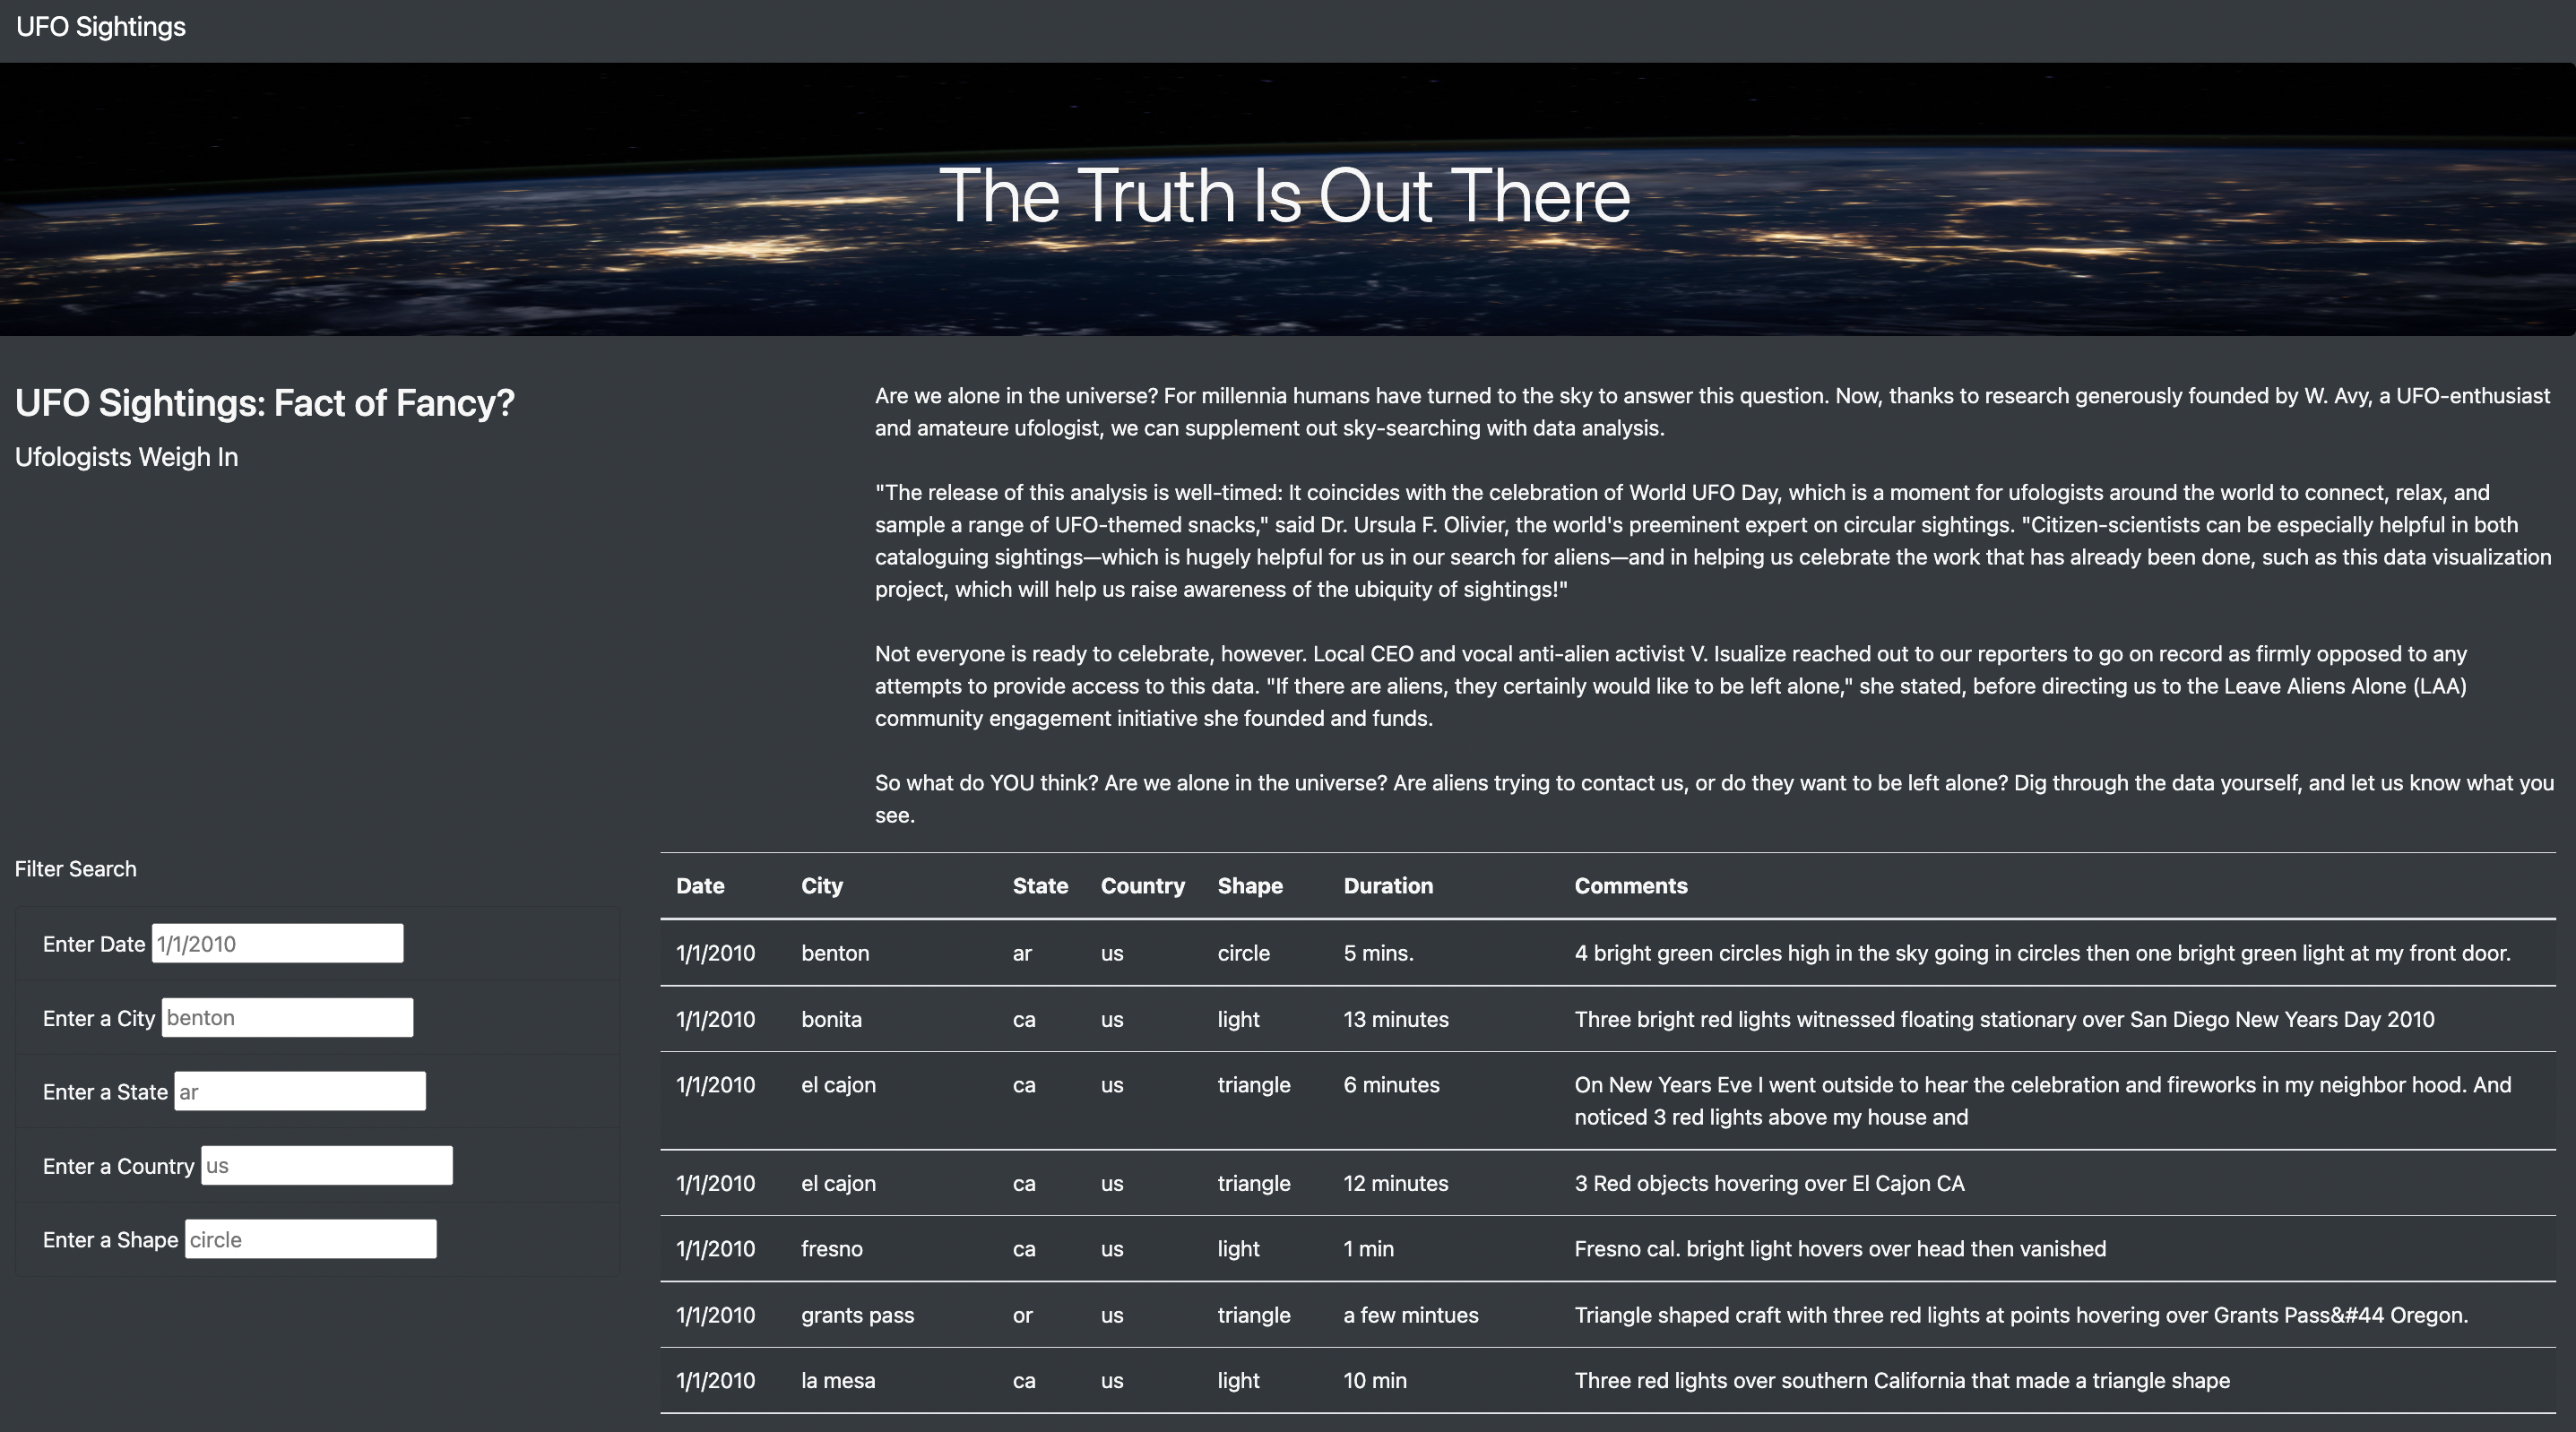 UFO Sightings
The Truth Is Out There
UFO Sightings: Fact of Fancy?
Ufologists Weigh In
Are we alone in the universe? For millennia humans have turned to the sky to answer this question. Now, thanks to research generously founded by W. Avy, a UFO-enthusiast
and amateure ufologist, we can supplement out sky-searching with data analysis.
"The release of this analysis is well-timed: It coincides with the celebration of World UFO Day, which is a moment for ufologists around the world to connect, relax, and
sample a range of UFO-themed snacks," said Dr. Ursula F. Olivier, the world's preeminent expert on circular sightings. "Citizen-scientists can be especially helpful in both
cataloguing sightings—which is hugely helpful for us in our search for aliens—and in helping us celebrate the work that has already been done, such as this data visualization
project, which will help us raise awareness of the ubiquity of sightings!"
Not everyone is ready to celebrate, however. Local CEO and vocal anti-alien activist V. Isualize reached out to our reporters to go on record as firmly opposed to any
attempts to provide access to this data. "If there are aliens, they certainly would like to be left alone," she stated, before directing us to the Leave Aliens Alone (LAA)
community engagement initiative she founded and funds.
So what do YOU think? Are we alone in the universe? Are aliens trying to contact us, or do they want to be left alone? Dig through the data yourself, and let us know what you
see.
Filter Search
Enter Date 1/1/2010
Enter a City benton
Enter a State ar
Enter a Country us
Enter a Shape circle
Date City State Country Shape Duration Comments
1/1/2010 benton ar us circle 5 mins. 4 bright green circles high in the sky going in circles then one bright green light at my front door.
1/1/2010 bonita ca us light 13 minutes Three bright red lights witnessed floating stationary over San Diego New Years Day 2010
1/1/2010 el cajon ca us triangle 6 minutes On New Years Eve I went outside to hear the celebration and fireworks in my neighbor hood. And
noticed 3 red lights above my house and
1/1/2010 el cajon ca us triangle 12 minutes 3 Red objects hovering over El Cajon CA
1/1/2010 fresno ca us light 1 min Fresno cal. bright light hovers over head then vanished
1/1/2010 grants pass or us triangle a few mintues Triangle shaped craft with three red lights at points hovering over Grants Pass&#44 Oregon.
1/1/2010 la mesa ca us light 10 min Three red lights over southern California that made a triangle shape